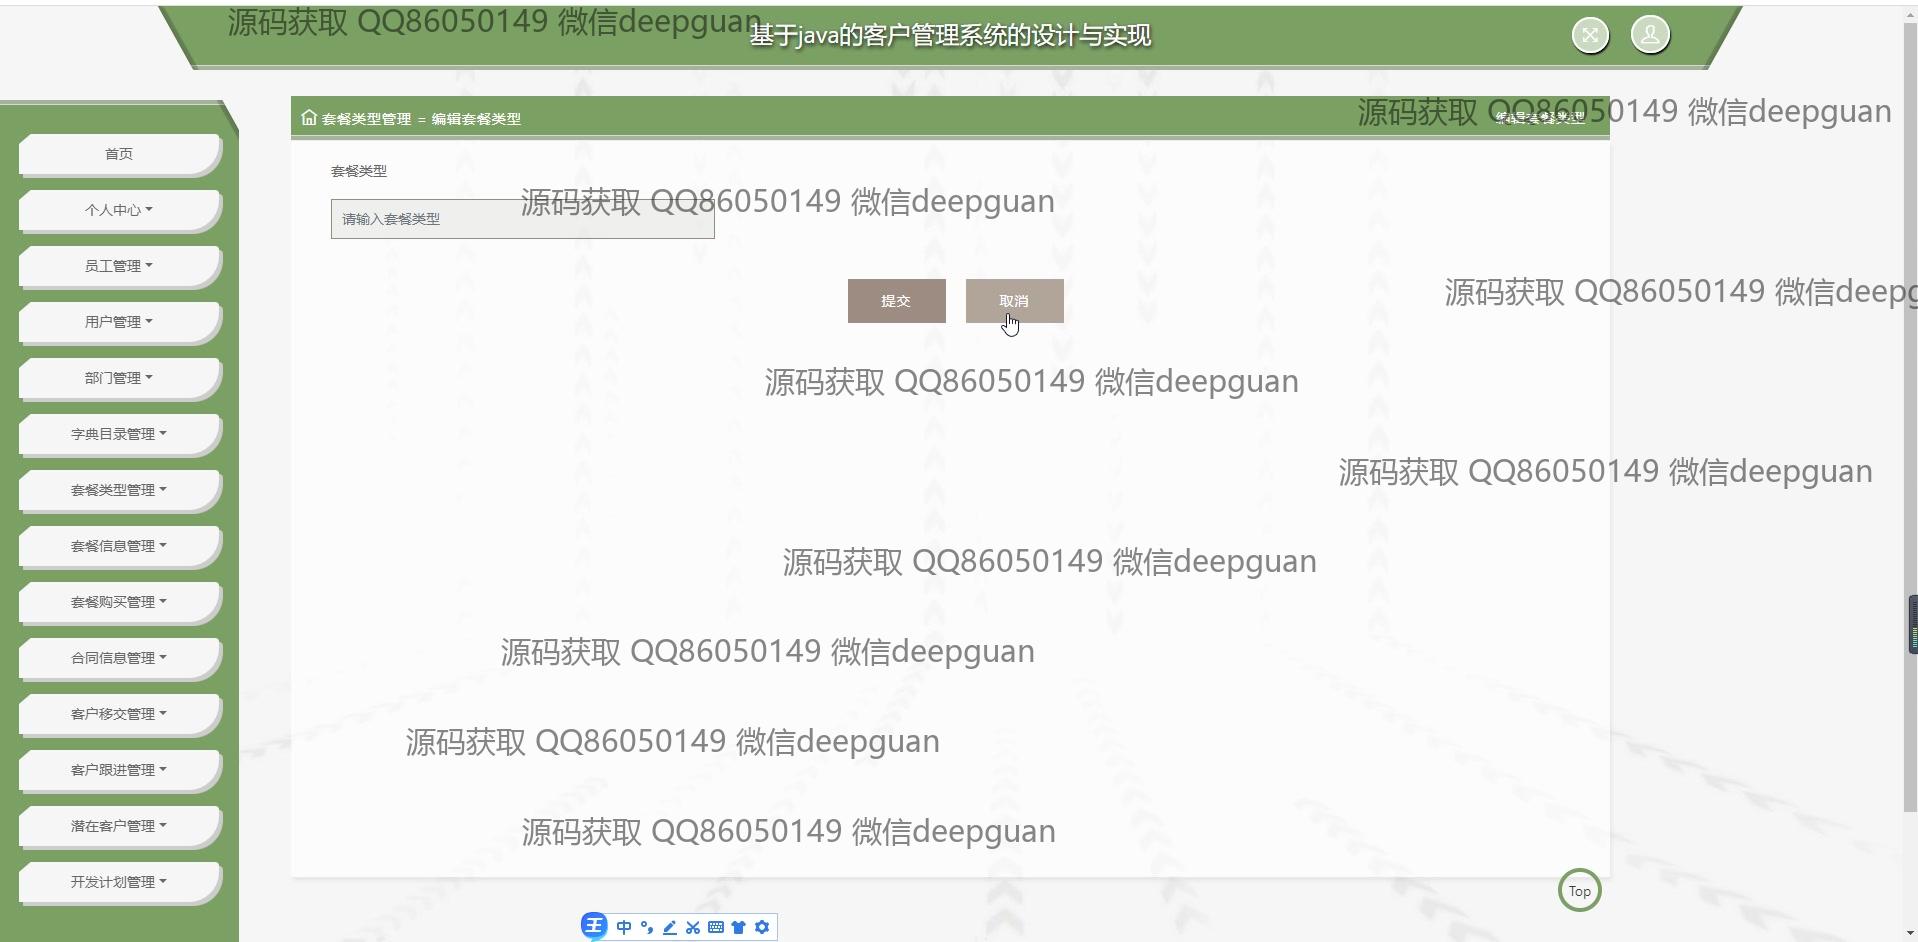 源码获取 QQ86050149 微信deepguan
基于java的客户管理系统的设计与实现
套餐类型管理 = 编辑套餐类型
编辑套餐类型
源码获取 QQ86050149 微信deepguan
首页
个人中心
员工管理
用户管理
部门管理
字典目录管理
套餐类型管理
套餐信息管理
套餐购买管理
合同信息管理
客户移交管理
客户跟进管理
潜在客户管理
开发计划管理
套餐类型
请输入套餐类型
源码获取 QQ86050149 微信deepguan
提交
取消
源码获取 QQ86050149 微信deepg
源码获取 QQ86050149 微信deepguan
源码获取 QQ86050149 微信deepguan
源码获取 QQ86050149 微信deepguan
源码获取 QQ86050149 微信deepguan
源码获取 QQ86050149 微信deepguan
源码获取 QQ86050149 微信deepguan
Top
王 中